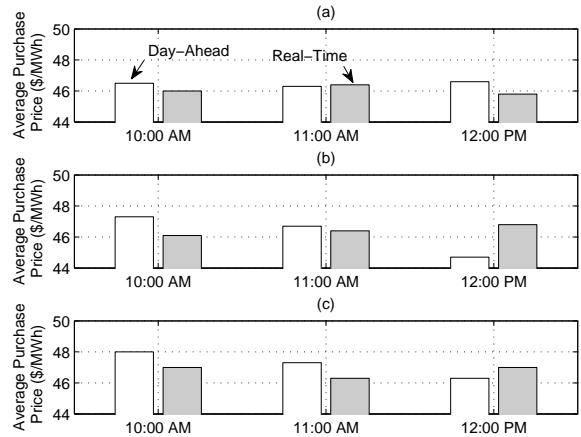 (a)
Average Purchase
Price ($/MWh)
50
48
46
44
Day−Ahead
Real−Time
10:00 AM
11:00 AM
12:00 PM
(b)
Average Purchase
Price ($/MWh)
50
48
46
44
10:00 AM
11:00 AM
12:00 PM
(c)
Average Purchase
Price ($/MWh)
50
48
46
44
10:00 AM
11:00 AM
12:00 PM